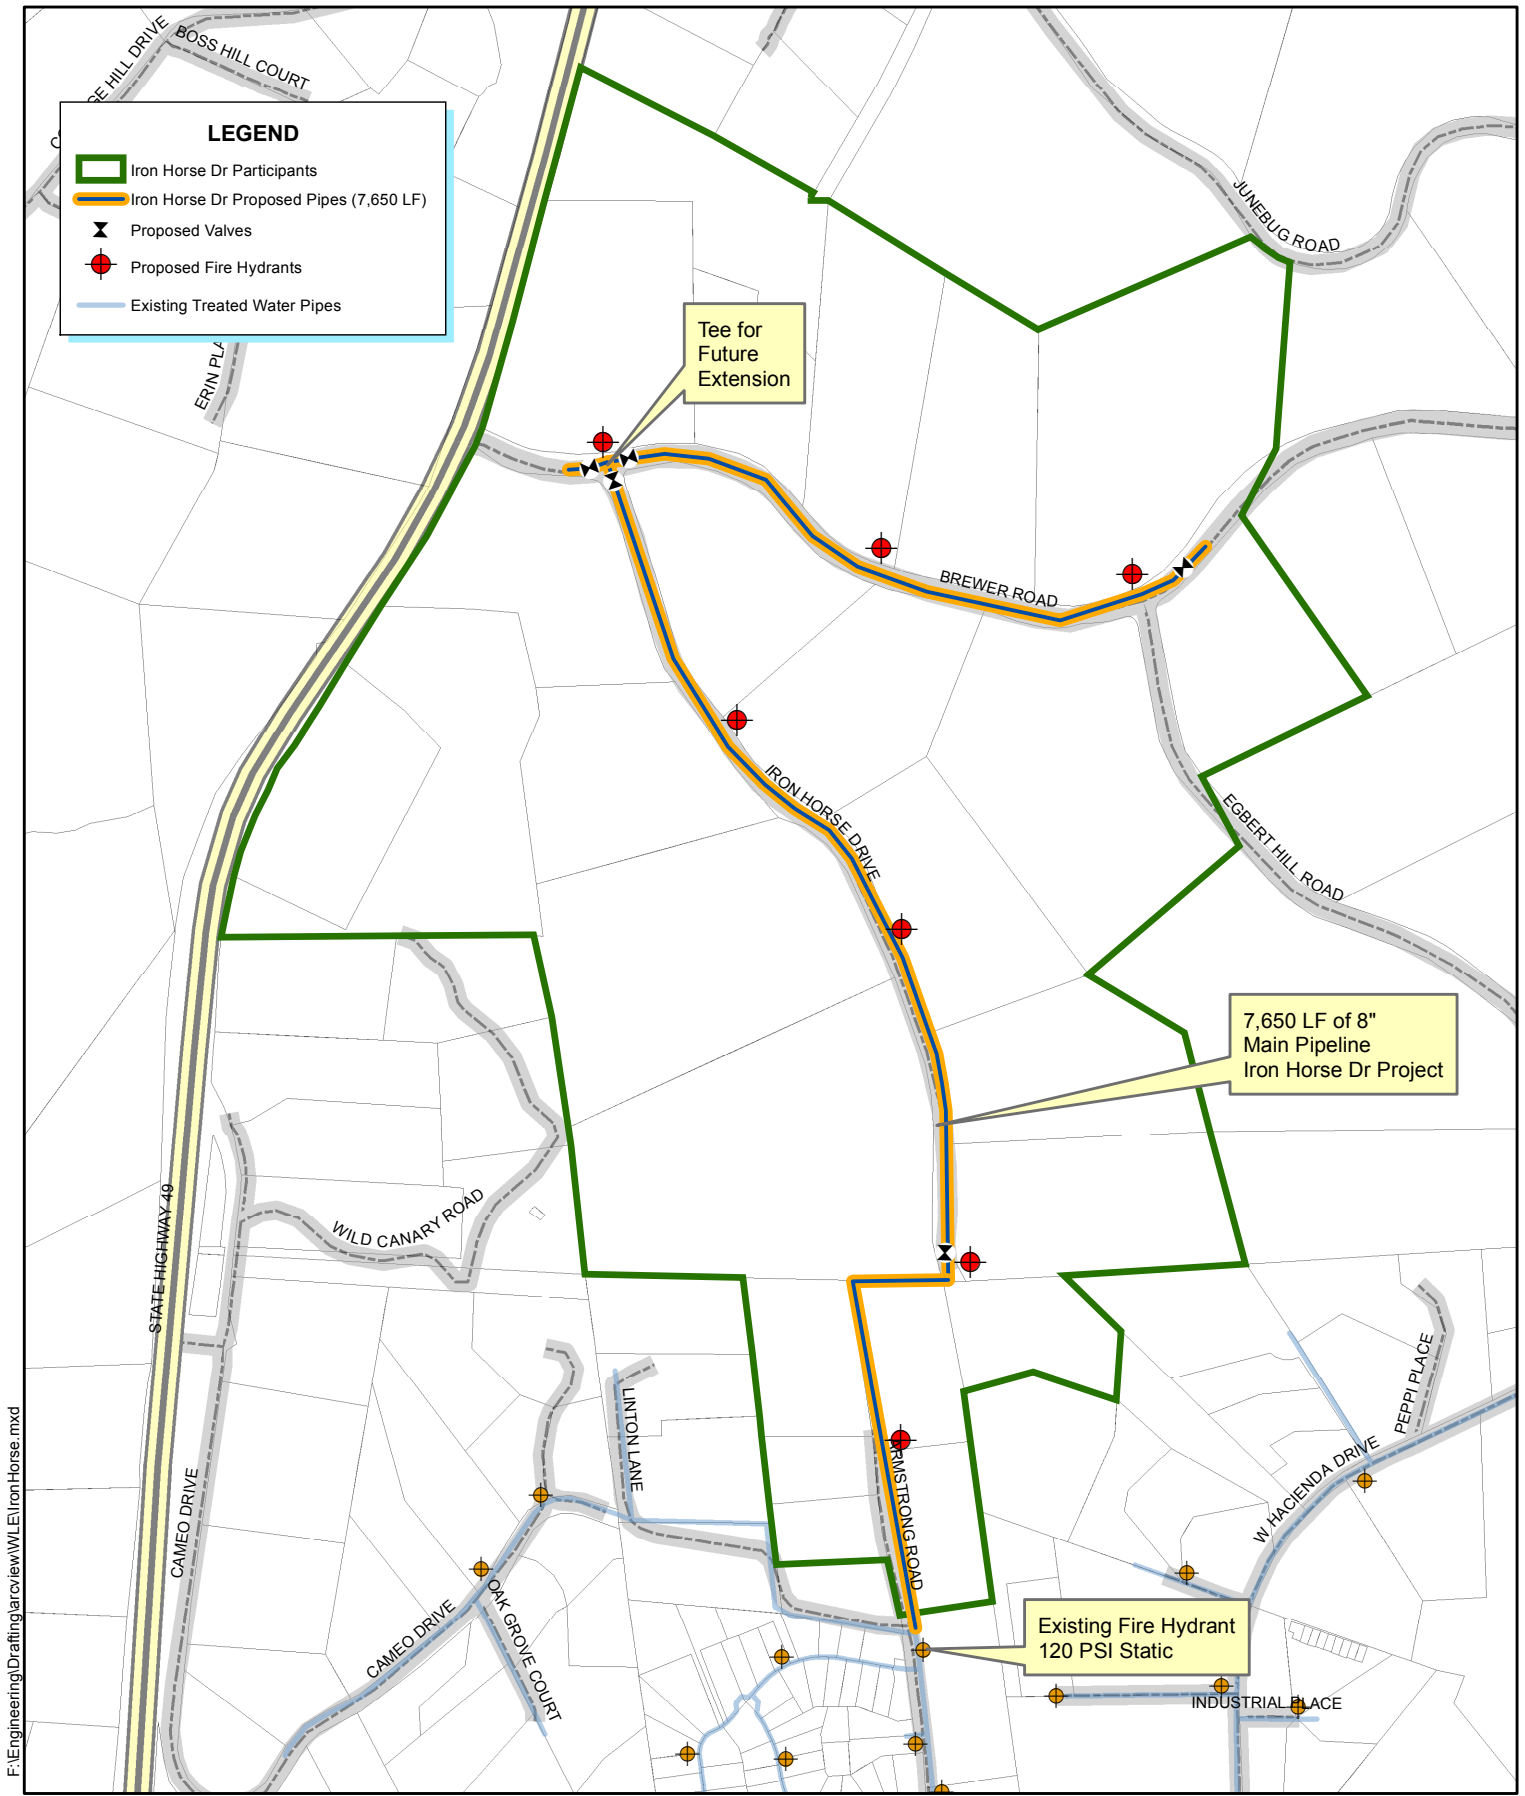 BOSS HILL COURT
GE HILL DRIVE
LEGEND
Iron Horse Dr Participants
Iron Horse Dr Proposed Pipes (7,650 LF)
Proposed Valves
Proposed Fire Hydrants
Existing Treated Water Pipes
JUNEBUG ROAD
ERIN PLA
Tee for
Future
Extension
BREWER ROAD
IRON HORSE DRIVE
EGBERT HILL ROAD
7,650 LF of 8"
Main Pipeline
Iron Horse Dr Project
WILD CANARY ROAD
STATE HIGHWAY 49
LINTON LANE
PEPPI PLACE
W HACIENDA DRIVE
CAMEO DRIVE
ARMSTRONG ROAD
OAK GROVE COURT
CAMEO DRIVE
Existing Fire Hydrant
120 PSI Static
INDUSTRIAL PLACE
F:\Engineering\Drafting\arcview\WLE\IronHorse.mxd